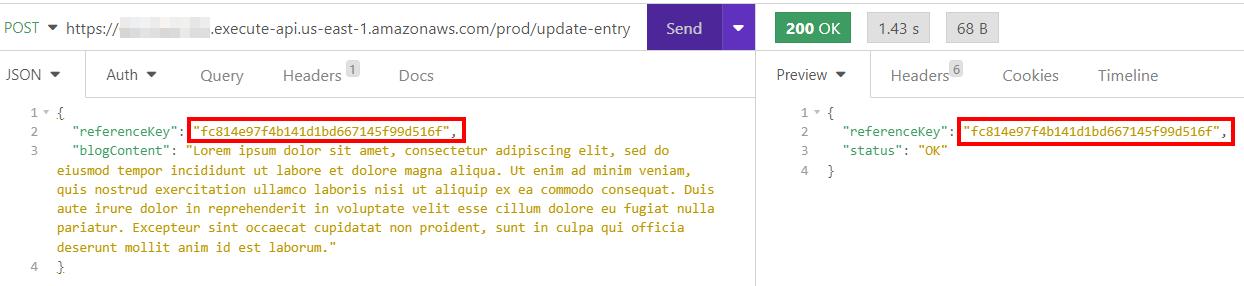 POST https://.execute-api.us-east-1.amazonaws.com/prod/update-entry Send 200 OK 1.43 s 68 B
JSON Auth Query Headers 1 Docs Preview Headers 6 Cookies Timeline
1 {
2 "referenceKey": "fc814e97f4b141d1bd667145f99d516f",
3 "blogContent": "Lorem ipsum dolor sit amet, consectetur adipiscing elit, sed do
eiusmod tempor incididunt ut labore et dolore magna aliqua. Ut enim ad minim veniam,
quis nostrud exercitation ullamco laboris nisi ut aliquip ex ea commodo consequat. Duis
aute irure dolor in reprehenderit in voluptate velit esse cillum dolore eu fugiat nulla
pariatur. Excepteur sint occaecat cupidatat non proident, sunt in culpa qui officia
deserunt mollit anim id est laborum."
4 }
1 {
2 "referenceKey": "fc814e97f4b141d1bd667145f99d516f",
3 "status": "OK"
4 }